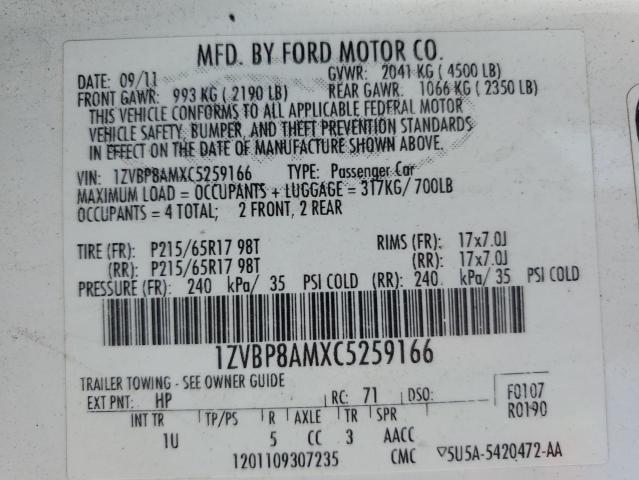 MFD. BY FORD MOTOR CO.
DATE: 09/11 GVWR: 2041 KG ( 4500 LB)
FRONT GAWR: 993 KG ( 2190 LB) REAR GAWR: 1066 KG ( 2350 LB)
THIS VEHICLE CONFORMS TO ALL APPLICABLE FEDERAL MOTOR
VEHICLE SAFETY, BUMPER, AND THEFT PREVENTION STANDARDS
IN EFFECT ON THE DATE OF MANUFACTURE SHOWN ABOVE.
VIN: 1ZVBP8AMXC5259166 TYPE: Passenger Car
MAXIMUM LOAD = OCCUPANTS + LUGGAGE = 317KG/ 700LB
OCCUPANTS = 4 TOTAL; 2 FRONT, 2 REAR
TIRE (FR): P215/65R17 98T RIMS (FR): 17x7.0J
(RR): P215/65R17 98T (RR): 17x7.0J
PRESSURE (FR): 240 kPa/ 35 PSI COLD (RR): 240 kPa/ 35 PSI COLD
1ZVBP8AMXC5259166
TRAILER TOWING - SEE OWNER GUIDE
EXT PNT: HP RC: 71 DSO: F0107
R0190
INT TR TP/PS R AXLE TR SPR
1U 5 CC 3 AACC
1201109307235 CMC ▽5U5A-5420472-AA